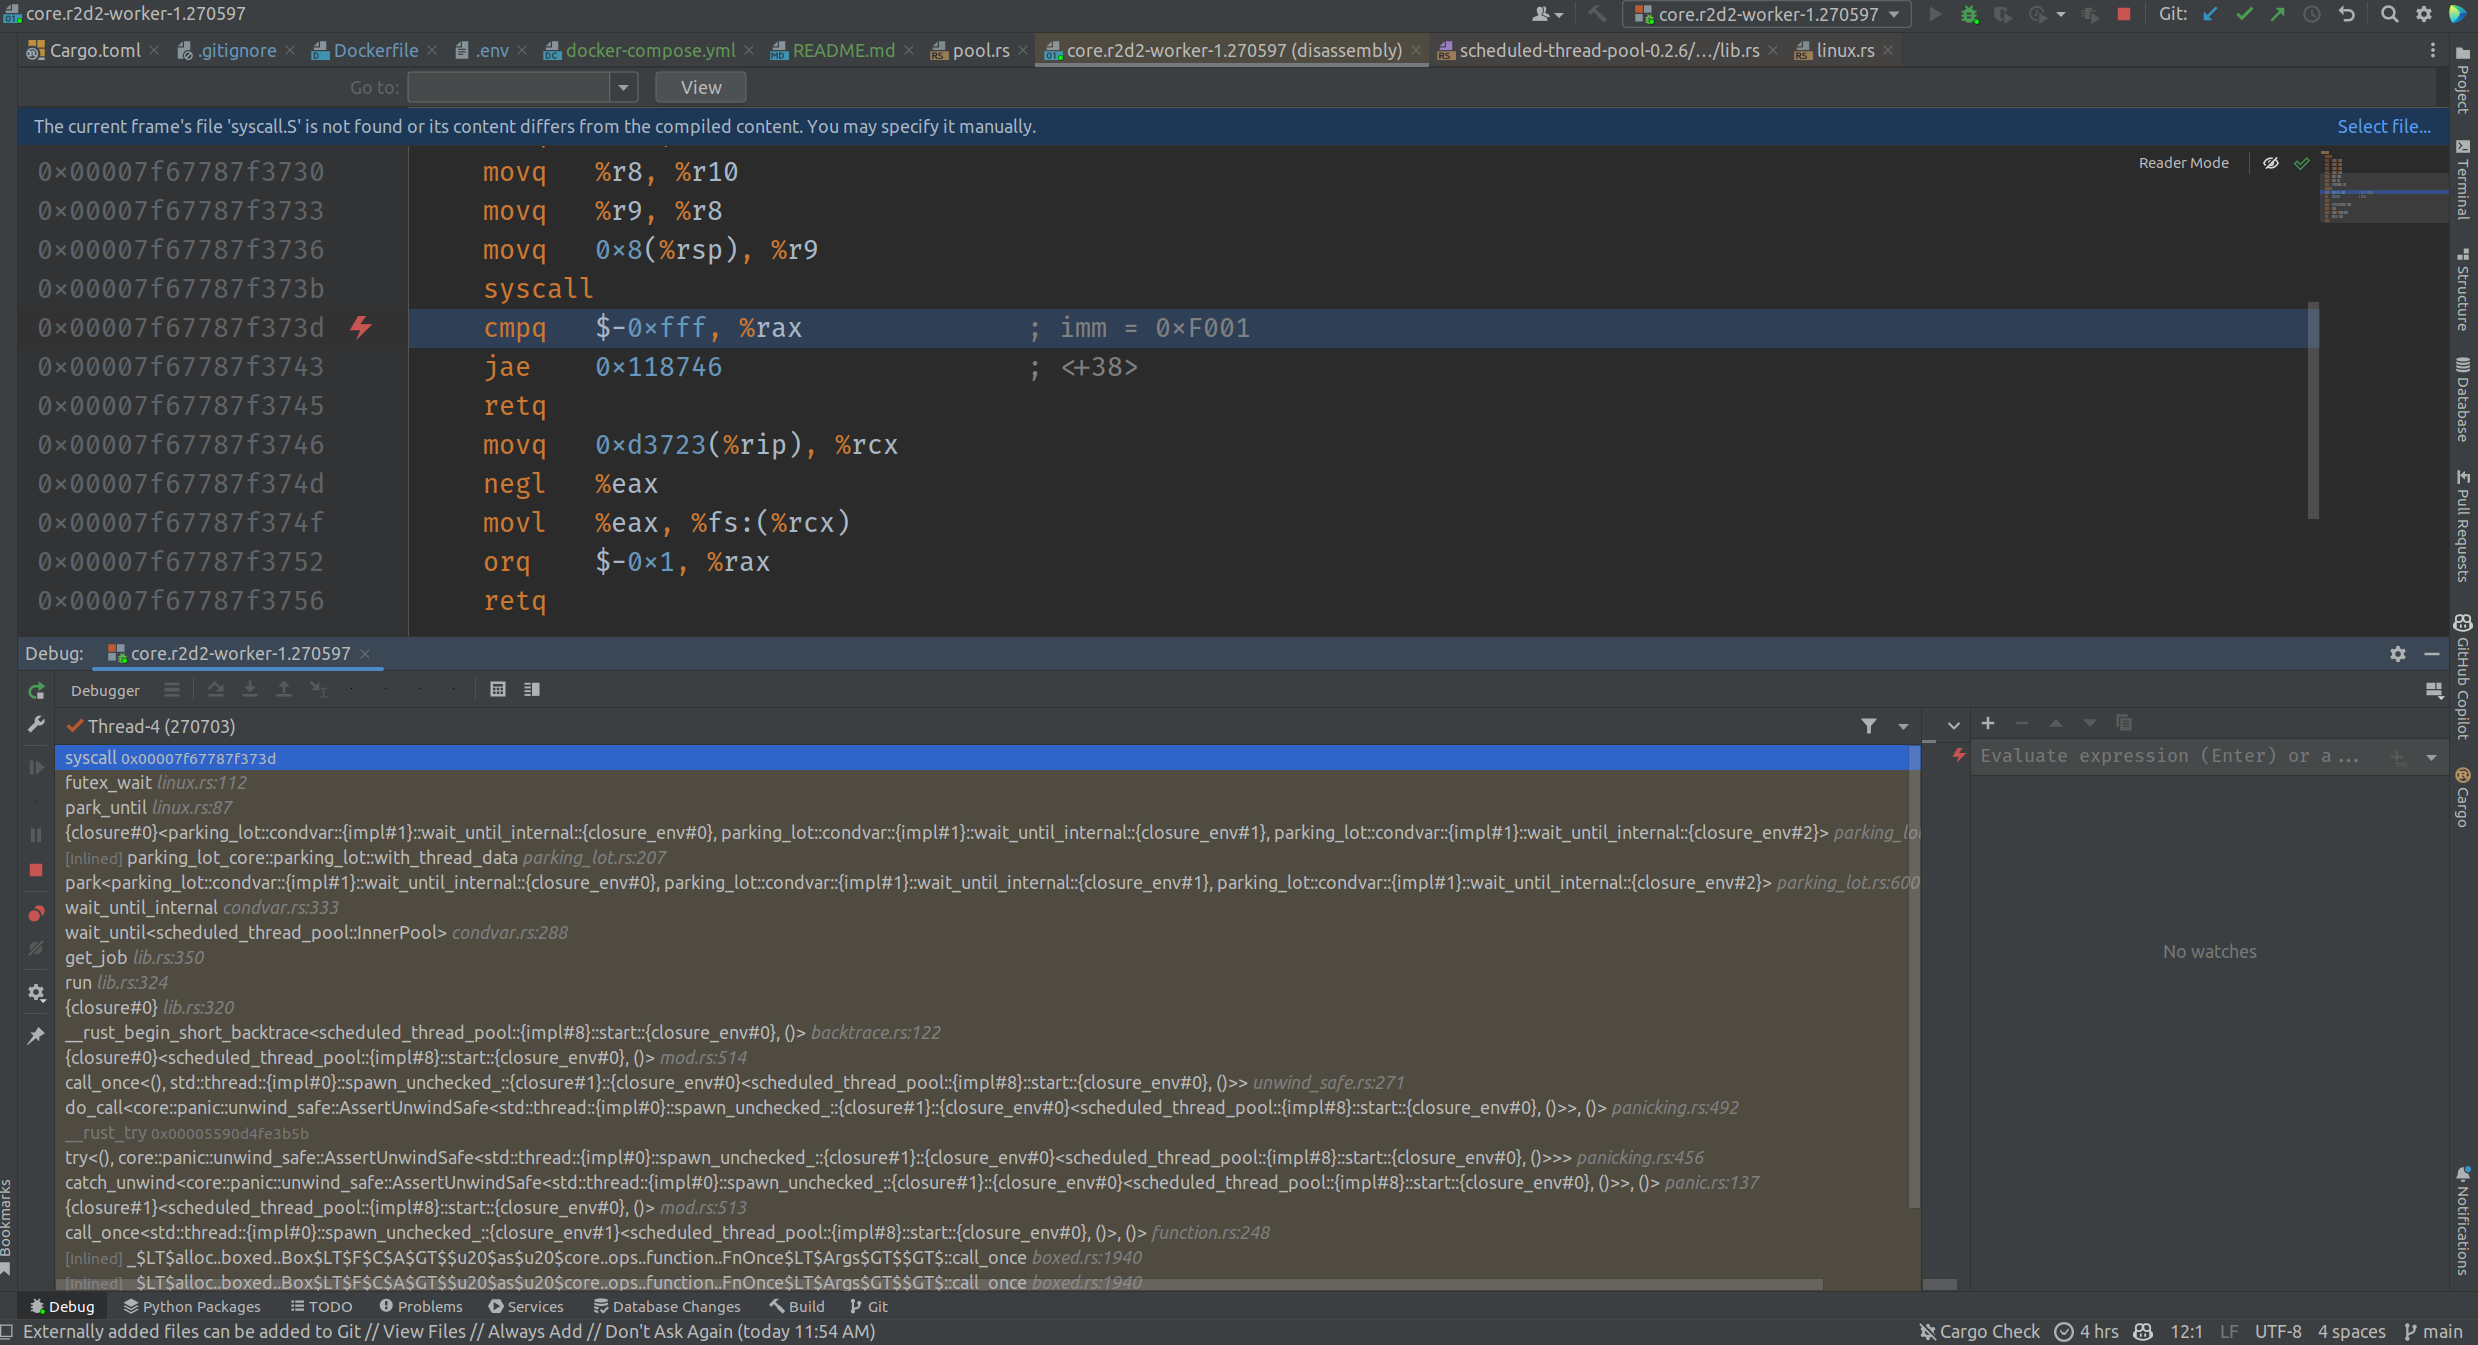 core.r2d2-worker-1.270597
core.r2d2-worker-1.270597
Git:
Cargo.toml .gitignore Dockerfile .env docker-compose.yml README.md pool.rs core.r2d2-worker-1.270597 (disassembly) scheduled-thread-pool-0.2.6/.../lib.rs linux.rs
Go to: View
The current frame's file 'syscall.S' is not found or its content differs from the compiled content. You may specify it manually. Select file...
Reader Mode
0x00007f67787f3730 movq %r8, %r10
0x00007f67787f3733 movq %r9, %r8
0x00007f67787f3736 movq 0x8(%rsp), %r9
0x00007f67787f373b syscall
0x00007f67787f373d cmpq $-0xfff, %rax ; imm = 0xF001
0x00007f67787f3743 jae 0x118746 ; <+38>
0x00007f67787f3745 retq
0x00007f67787f3746 movq 0xd3723(%rip), %rcx
0x00007f67787f374d negl %eax
0x00007f67787f374f movl %eax, %fs:(%rcx)
0x00007f67787f3752 orq $-0x1, %rax
0x00007f67787f3756 retq
Debug: core.r2d2-worker-1.270597
Debugger
Thread-4 (270703)
Evaluate expression (Enter) or a...
No watches
syscall 0x00007f67787f373d
futex_wait linux.rs:112
park_until linux.rs:87
{closure#0}<parking_lot::condvar::{impl#1}::wait_until_internal::{closure_env#0}, parking_lot::condvar::{impl#1}::wait_until_internal::{closure_env#1}, parking_lot::condvar::{impl#1}::wait_until_internal::{closure_env#2}> parking_lo
[Inlined] parking_lot_core::parking_lot::with_thread_data parking_lot.rs:207
park<parking_lot::condvar::{impl#1}::wait_until_internal::{closure_env#0}, parking_lot::condvar::{impl#1}::wait_until_internal::{closure_env#1}, parking_lot::condvar::{impl#1}::wait_until_internal::{closure_env#2}> parking_lot.rs:600
wait_until_internal condvar.rs:333
wait_until<scheduled_thread_pool::InnerPool> condvar.rs:288
get_job lib.rs:350
run lib.rs:324
{closure#0} lib.rs:320
__rust_begin_short_backtrace<scheduled_thread_pool::{impl#8}::start::{closure_env#0}, ()> backtrace.rs:122
{closure#0}<scheduled_thread_pool::{impl#8}::start::{closure_env#0}, ()> mod.rs:514
call_once<(), std::thread::{impl#0}::spawn_unchecked_::{closure#1}::{closure_env#0}<scheduled_thread_pool::{impl#8}::start::{closure_env#0}, ()>> unwind_safe.rs:271
do_call<core::panic::unwind_safe::AssertUnwindSafe<std::thread::{impl#0}::spawn_unchecked_::{closure#1}::{closure_env#0}<scheduled_thread_pool::{impl#8}::start::{closure_env#0}, ()>>, ()> panicking.rs:492
__rust_try 0x00005590d4fe3b5b
try<(), core::panic::unwind_safe::AssertUnwindSafe<std::thread::{impl#0}::spawn_unchecked_::{closure#1}::{closure_env#0}<scheduled_thread_pool::{impl#8}::start::{closure_env#0}, ()>>> panicking.rs:456
catch_unwind<core::panic::unwind_safe::AssertUnwindSafe<std::thread::{impl#0}::spawn_unchecked_::{closure#1}::{closure_env#0}<scheduled_thread_pool::{impl#8}::start::{closure_env#0}, ()>>, ()> panic.rs:137
{closure#1}<scheduled_thread_pool::{impl#8}::start::{closure_env#0}, ()> mod.rs:513
call_once<std::thread::{impl#0}::spawn_unchecked_::{closure_env#1}<scheduled_thread_pool::{impl#8}::start::{closure_env#0}, ()>, ()> function.rs:248
[Inlined] _$LT$alloc..boxed..Box$LT$F$C$A$GT$$u20$as$u20$core..ops..function..FnOnce$LT$Args$GT$$GT$::call_once boxed.rs:1940
[Inlined] _$LT$alloc..boxed..Box$LT$F$C$A$GT$$u20$as$u20$core..ops..function..FnOnce$LT$Args$GT$$GT$::call_once boxed.rs:1940
Project
Terminal
Structure
Database
Pull Requests
GitHub Copilot
Cargo
Notifications
Bookmarks
Debug Python Packages TODO Problems Services Database Changes Build Git
Externally added files can be added to Git // View Files // Always Add // Don't Ask Again (today 11:54 AM) Cargo Check 4 hrs 12:1 LF UTF-8 4 spaces main